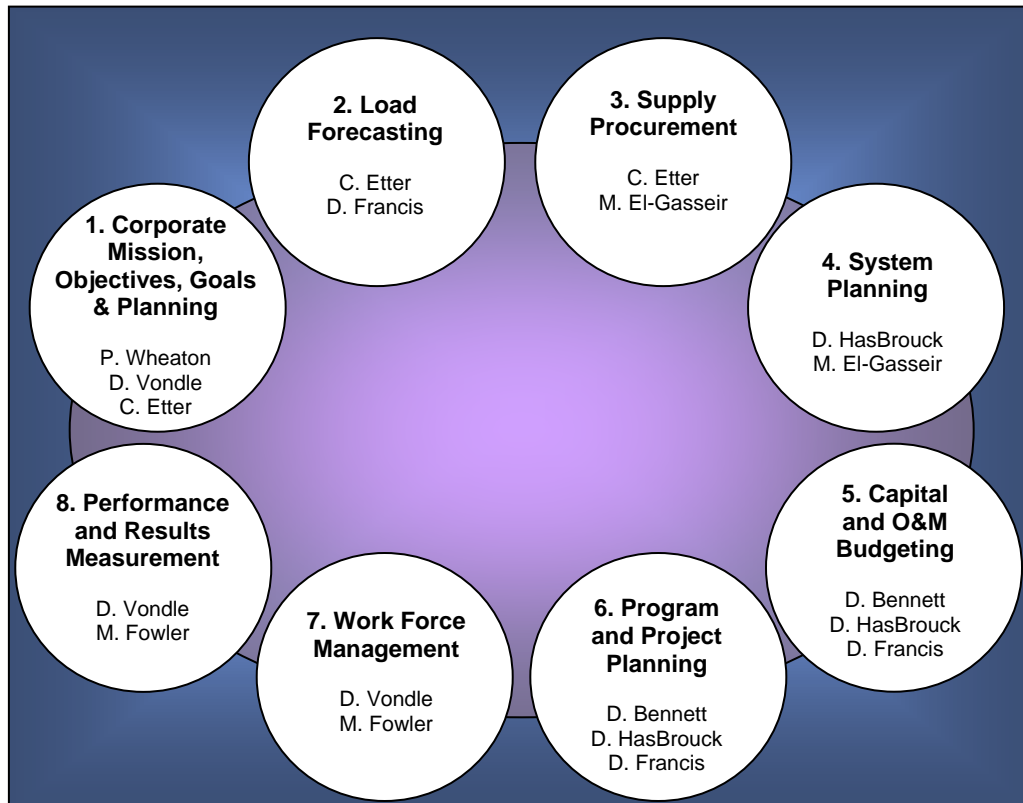 1. Corporate
Mission,
Objectives, Goals
& Planning
P. Wheaton
D. Vondle
C. Etter
2. Load
Forecasting
C. Etter
D. Francis
3. Supply
Procurement
C. Etter
M. El-Gasseir
4. System
Planning
D. HasBrouck
M. El-Gasseir
5. Capital
and O&M
Budgeting
D. Bennett
D. HasBrouck
D. Francis
6. Program
and Project
Planning
D. Bennett
D. HasBrouck
D. Francis
7. Work Force
Management
D. Vondle
M. Fowler
8. Performance
and Results
Measurement
D. Vondle
M. Fowler